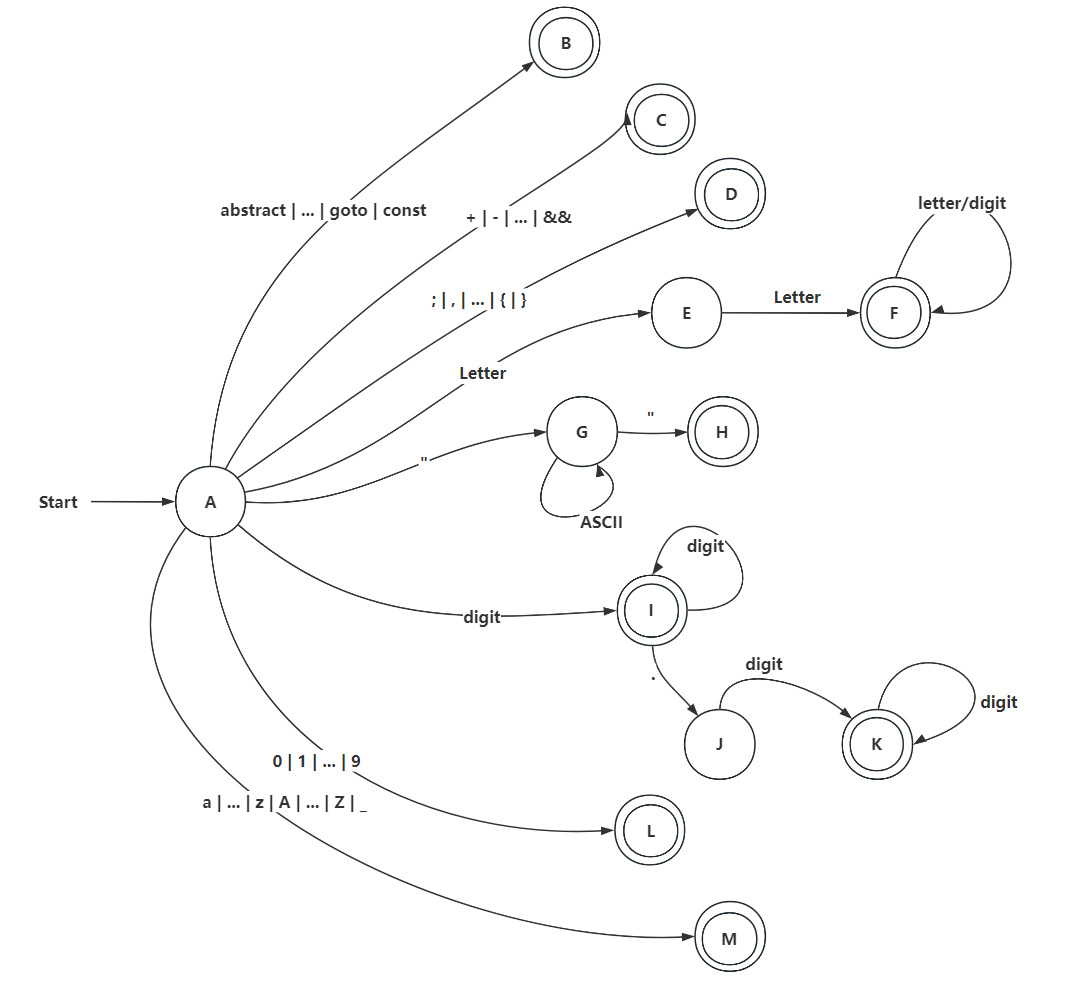 B
C
D
abstract | ... | goto | const
+ | - | ... | &&
letter/digit
; | , | ... | { | }
Letter
E
F
Letter
"
G
H
"
Start
A
ASCII
digit
I
digit
.
digit
digit
J
K
0 | 1 | ... | 9
a | ... | z | A | ... | Z | _
L
M